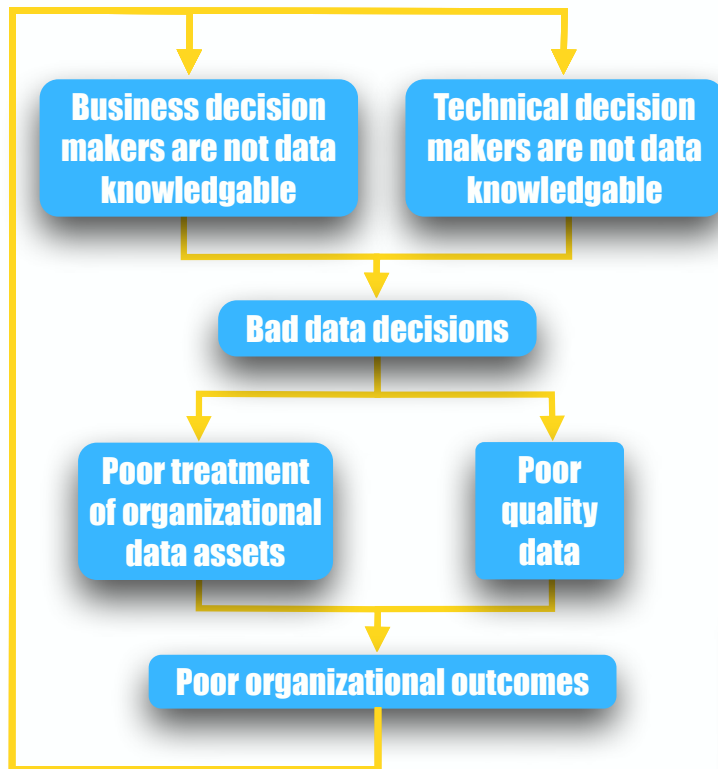 Business decision
makers are not data
knowledgable
Technical decision
makers are not data
knowledgable
Bad data decisions
Poor treatment
of organizational
data assets
Poor
quality
data
Poor organizational outcomes